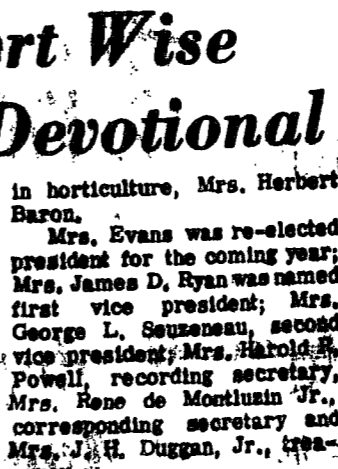 rt Wise
Devotional
in horticulture, Mrs. Herbert
Baron.
Mrs. Evans was re-elected
president for the coming year;
Mrs. James D. Ryan was named
first vice president; Mrs.
George L. Seuzeneau, second
vice president; Mrs. Harold R.
Powell, recording secretary,
Mrs. Rene de Montluzin Jr.,
corresponding secretary and
Mrs. J. H. Duggan, Jr., trea-